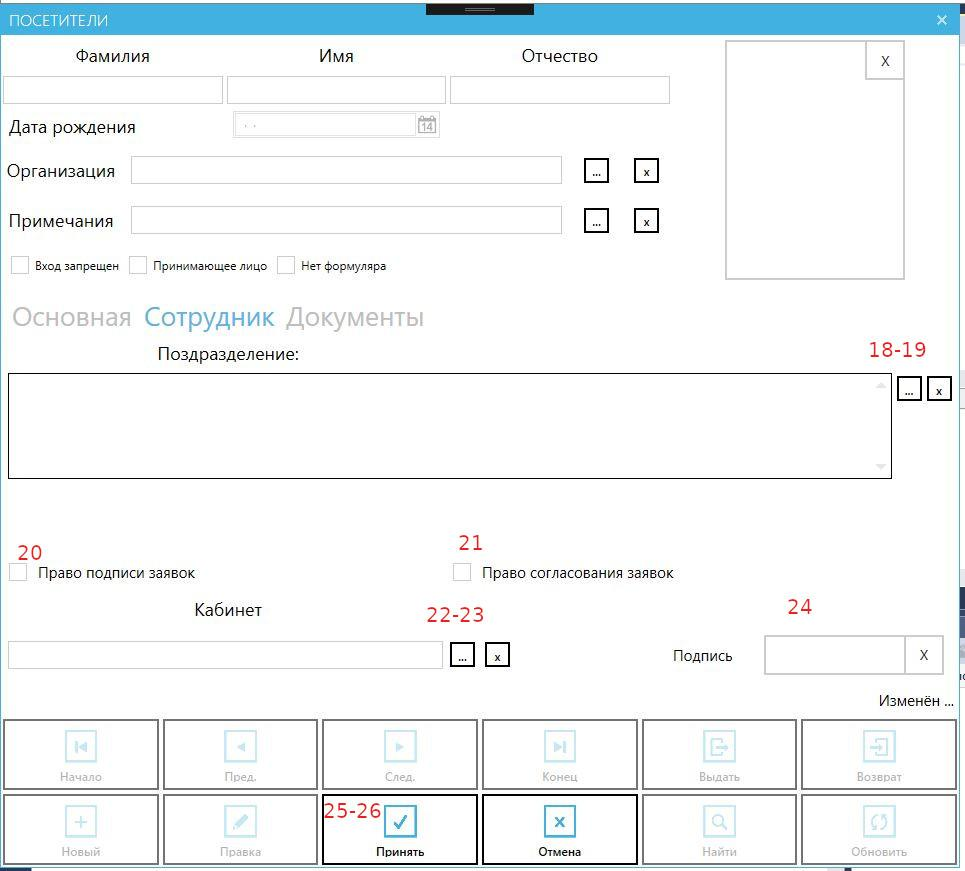 ПОСЕТИТЕЛИ
Фамилия Имя Отчество
X
Дата рождения . . 14
Организация ... x
Примечания ... x
Вход запрещен Принимающее лицо Нет формуляра
Основная Сотрудник Документы
Поздразделение: 18-19
... x
20 21
Право подписи заявок Право согласования заявок
Кабинет 22-23 24
... x Подпись X
Изменён ...
Начало Пред. След. Конец Выдать Возврат
25-26
Новый Правка Принять Отмена Найти Обновить